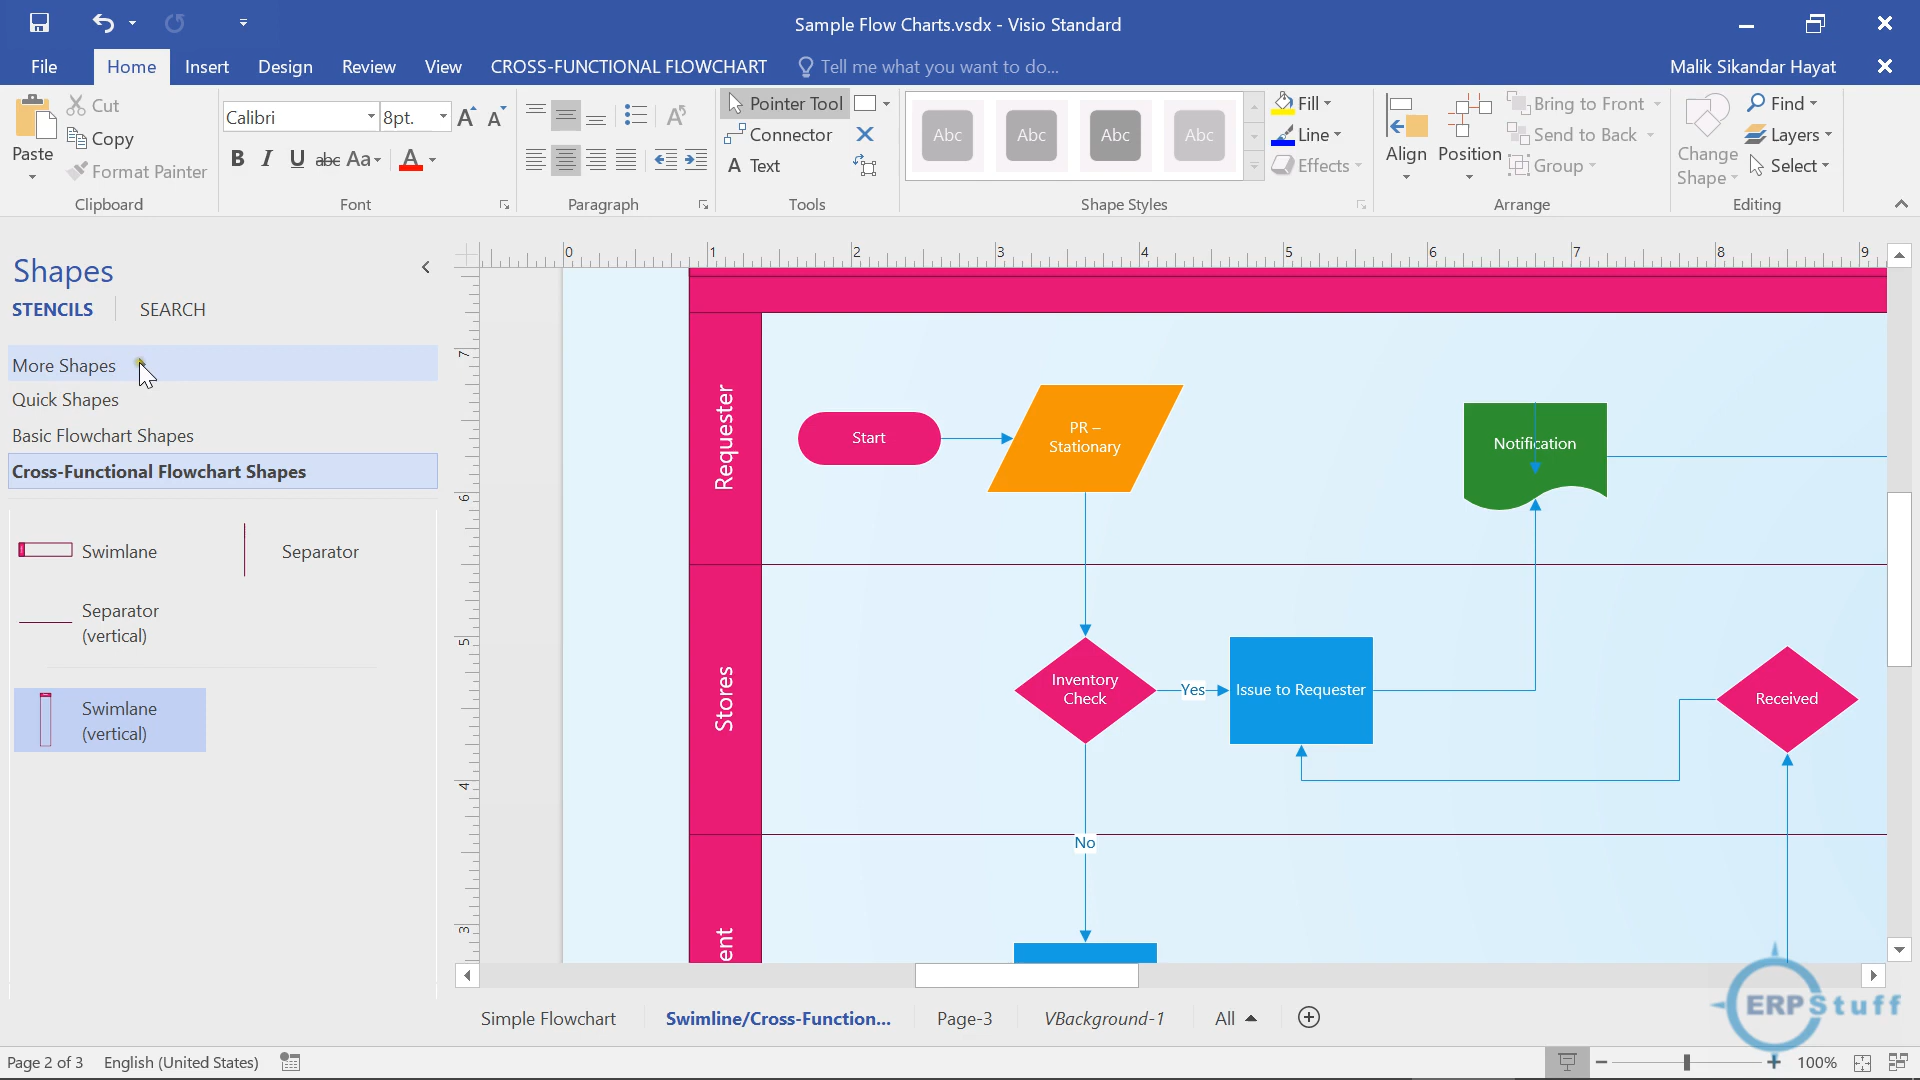 Sample Flow Charts.vsdx - Visio Standard
File Home Insert Design Review View CROSS-FUNCTIONAL FLOWCHART Tell me what you want to do... Malik Sikandar Hayat
Paste
Cut
Copy
Format Painter
Clipboard
Calibri 8pt. A A
B I U abc Aa A
Font
Paragraph
Pointer Tool
Connector
A Text
Tools
Abc Abc Abc Abc
Shape Styles
Fill
Line
Effects
Align
Position
Bring to Front
Send to Back
Group
Arrange
Change
Shape
Find
Layers
Select
Editing
Shapes
STENCILS SEARCH
More Shapes
Quick Shapes
Basic Flowchart Shapes
Cross-Functional Flowchart Shapes
Swimlane
Separator
Separator
(vertical)
Swimlane
(vertical)
0 1 2 3 4 5 6 7 8 9
7
6
5
4
3
Requester
Start
PR –
Stationary
Notification
Stores
Inventory
Check
Yes
Issue to Requester
Received
No
ent
Simple Flowchart Swimline/Cross-Function... Page-3 VBackground-1 All
ERPStuff
Page 2 of 3 English (United States) 100%